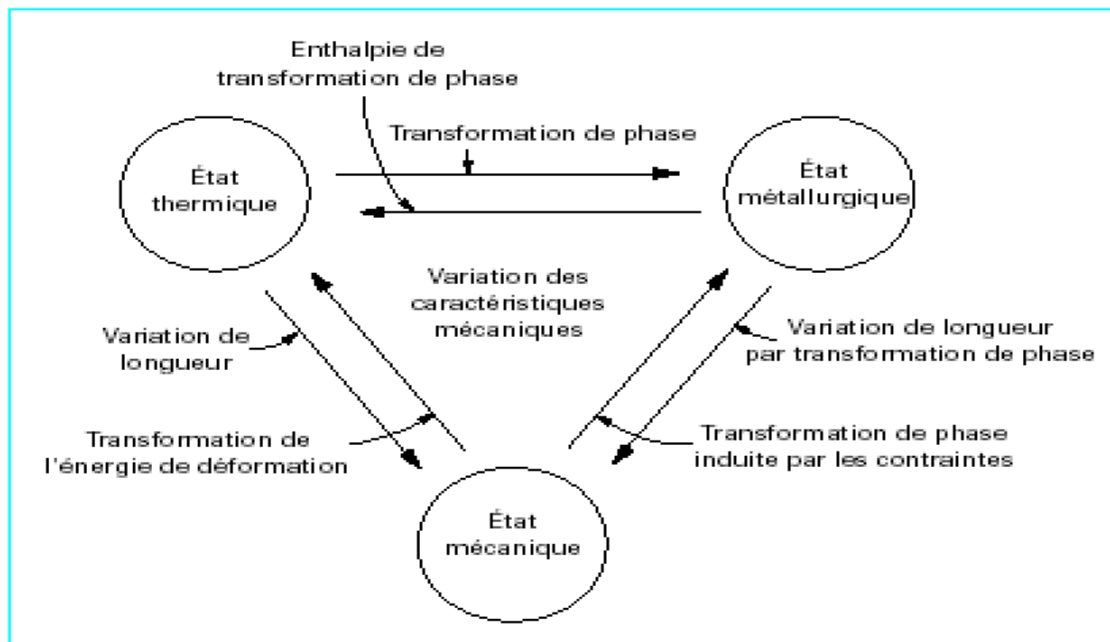 Enthalpie de
transformation de phase
Transformation de phase
État
thermique
État
métallurgique
Variation des
caractéristiques
mécaniques
Variation de
longueur
Variation de longueur
par transformation de phase
Transformation de
l'énergie de déformation
Transformation de phase
induite par les contraintes
État
mécanique